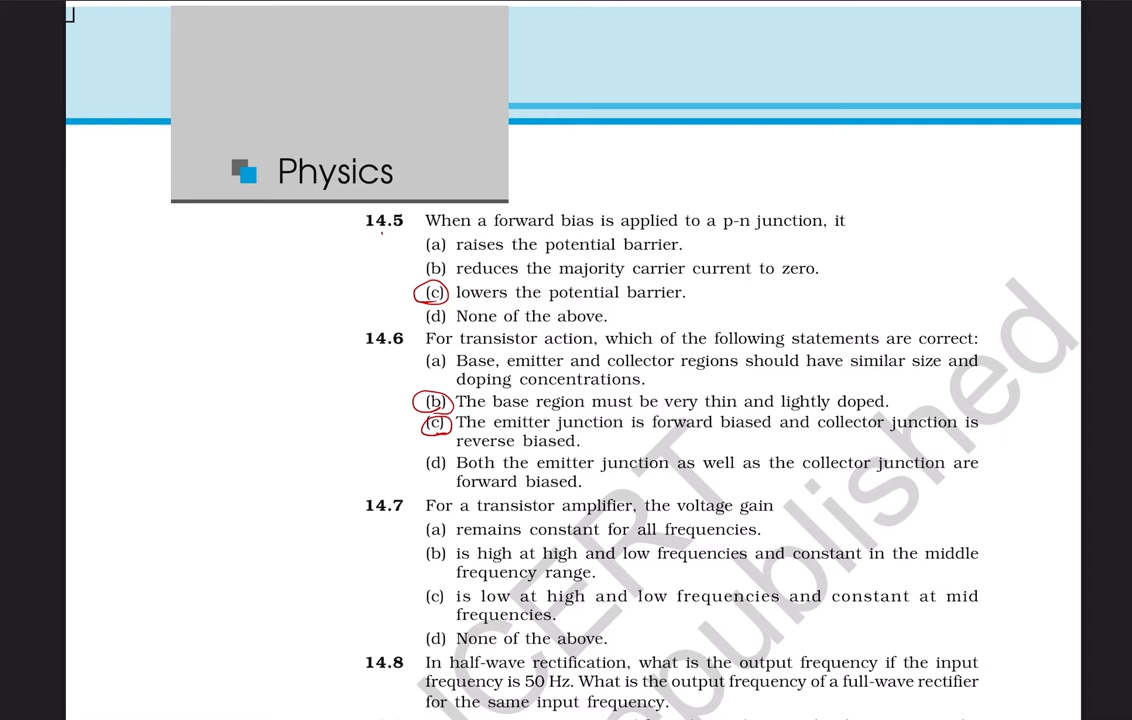 Physics
14.5 When a forward bias is applied to a p-n junction, it
(a) raises the potential barrier.
(b) reduces the majority carrier current to zero.
(c) lowers the potential barrier.
(d) None of the above.
14.6 For transistor action, which of the following statements are correct:
(a) Base, emitter and collector regions should have similar size and
doping concentrations.
(b) The base region must be very thin and lightly doped.
(c) The emitter junction is forward biased and collector junction is
reverse biased.
(d) Both the emitter junction as well as the collector junction are
forward biased.
14.7 For a transistor amplifier, the voltage gain
(a) remains constant for all frequencies.
(b) is high at high and low frequencies and constant in the middle
frequency range.
(c) is low at high and low frequencies and constant at mid
frequencies.
(d) None of the above.
14.8 In half-wave rectification, what is the output frequency if the input
frequency is 50 Hz. What is the output frequency of a full-wave rectifier
for the same input frequency.
NCERT
republished